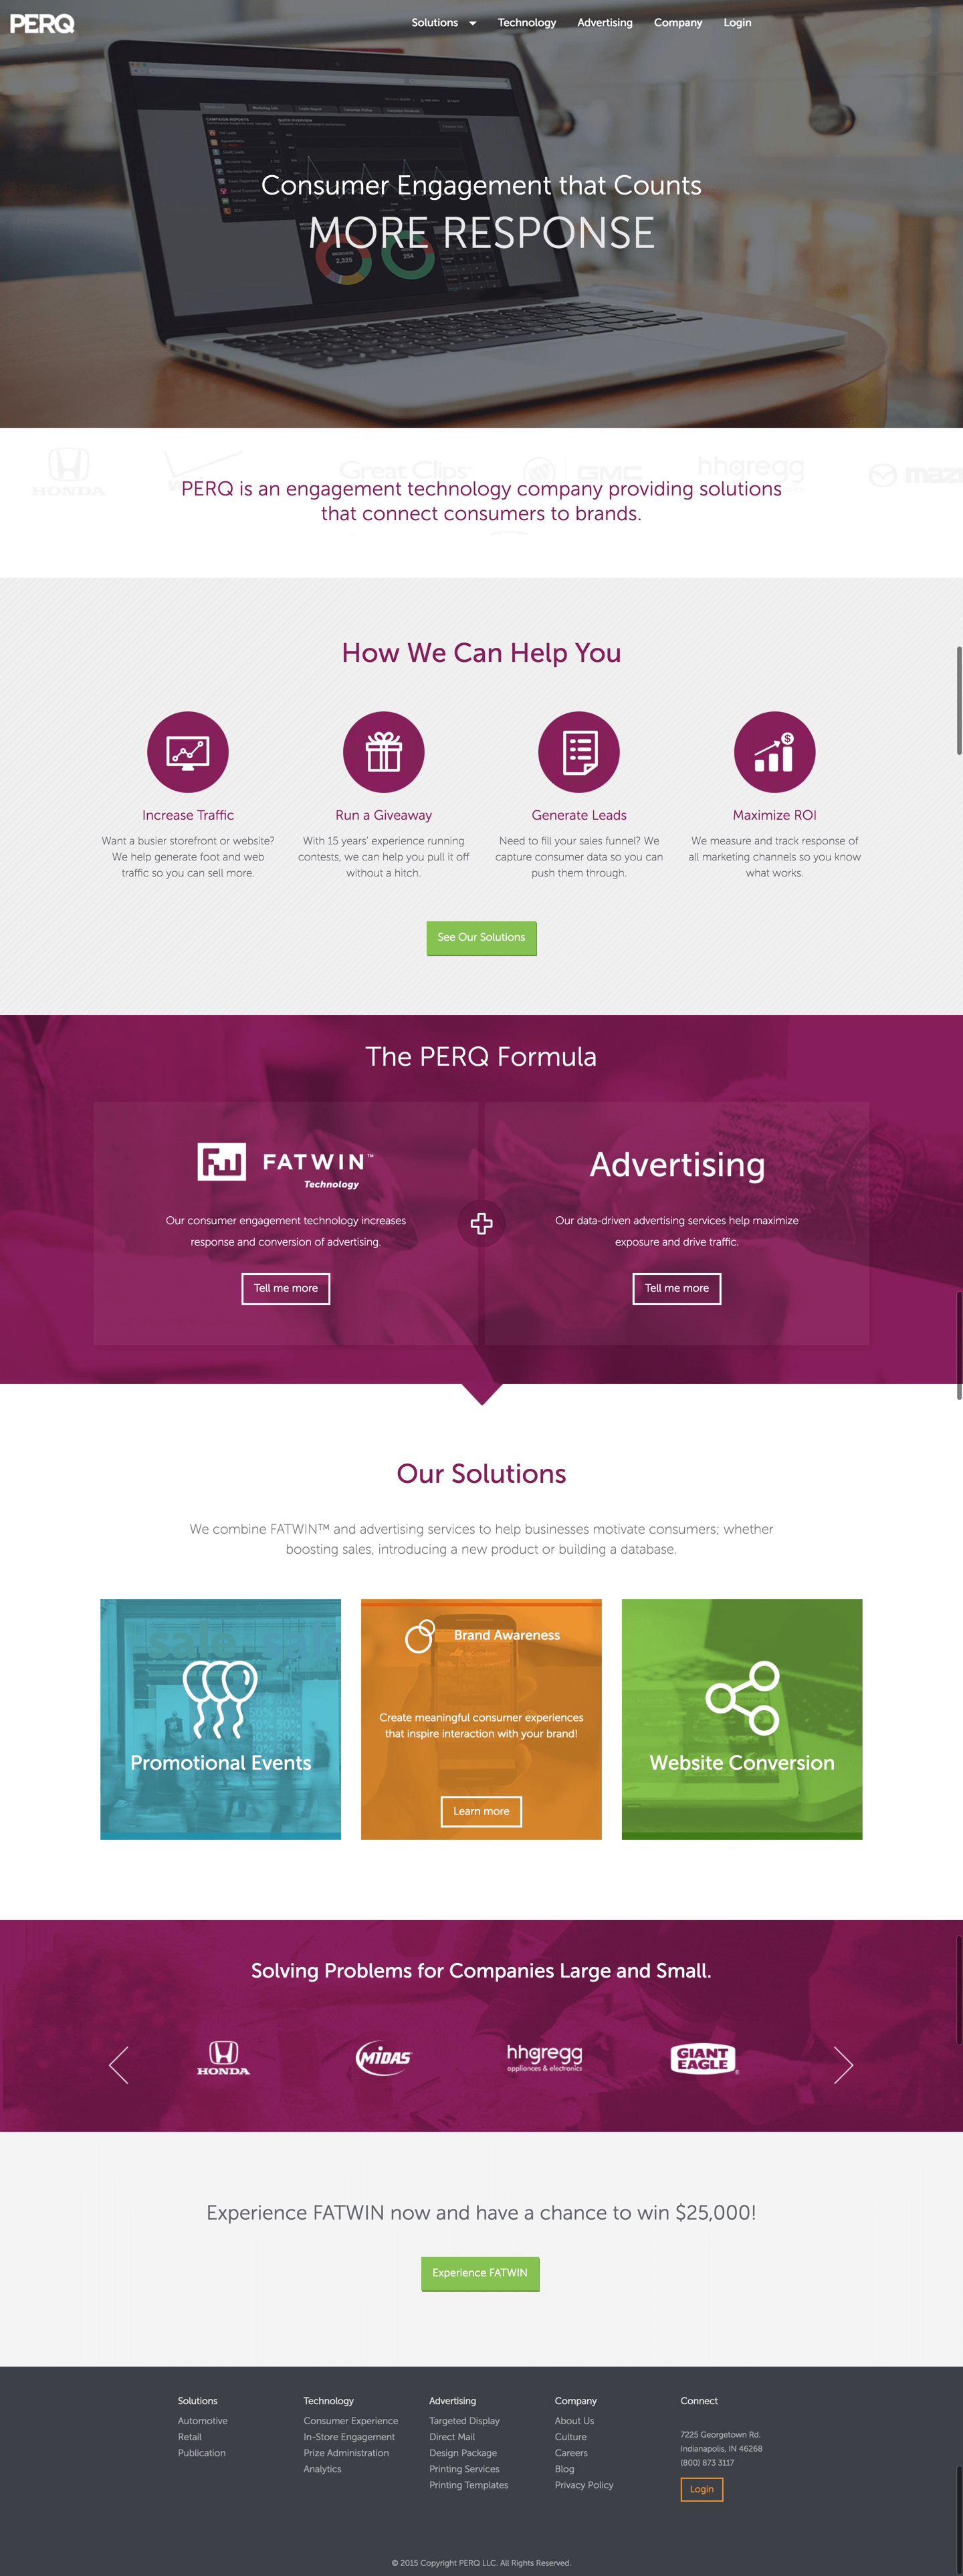 PERQ
Solutions Technology Advertising Company Login
CAMPAIGN REPORTS
Consumer Engagement that Counts
MORE RESPONSE
2,325
254
HONDA
Great Clips
GMC
hhgregg
maz
PERQ is an engagement technology company providing solutions
that connect consumers to brands.
How We Can Help You
Increase Traffic
Want a busier storefront or website?
We help generate foot and web
traffic so you can sell more.
Run a Giveaway
With 15 years' experience running
contests, we can help you pull it off
without a hitch.
Generate Leads
Need to fill your sales funnel? We
capture consumer data so you can
push them through.
$
Maximize ROI
We measure and track response of
all marketing channels so you know
what works.
See Our Solutions
The PERQ Formula
FW FATWIN™
Technology
Our consumer engagement technology increases
response and conversion of advertising.
Tell me more
Advertising
Our data-driven advertising services help maximize
exposure and drive traffic.
Tell me more
Our Solutions
We combine FATWIN™ and advertising services to help businesses motivate consumers; whether
boosting sales, introducing a new product or building a database.
sale
Promotional Events
Brand Awareness
Create meaningful consumer experiences
that inspire interaction with your brand!
Learn more
Website Conversion
Solving Problems for Companies Large and Small.
HONDA
MIDAS
hhgregg
appliances & electronics
GIANT
EAGLE
Experience FATWIN now and have a chance to win $25,000!
Experience FATWIN
Solutions
Automotive
Retail
Publication
Technology
Consumer Experience
In-Store Engagement
Prize Administration
Analytics
Advertising
Targeted Display
Direct Mail
Design Package
Printing Services
Printing Templates
Company
About Us
Culture
Careers
Blog
Privacy Policy
Connect
7225 Georgetown Rd.
Indianapolis, IN 46268
(800) 873 3117
Login
© 2015 Copyright PERQ LLC. All Rights Reserved.